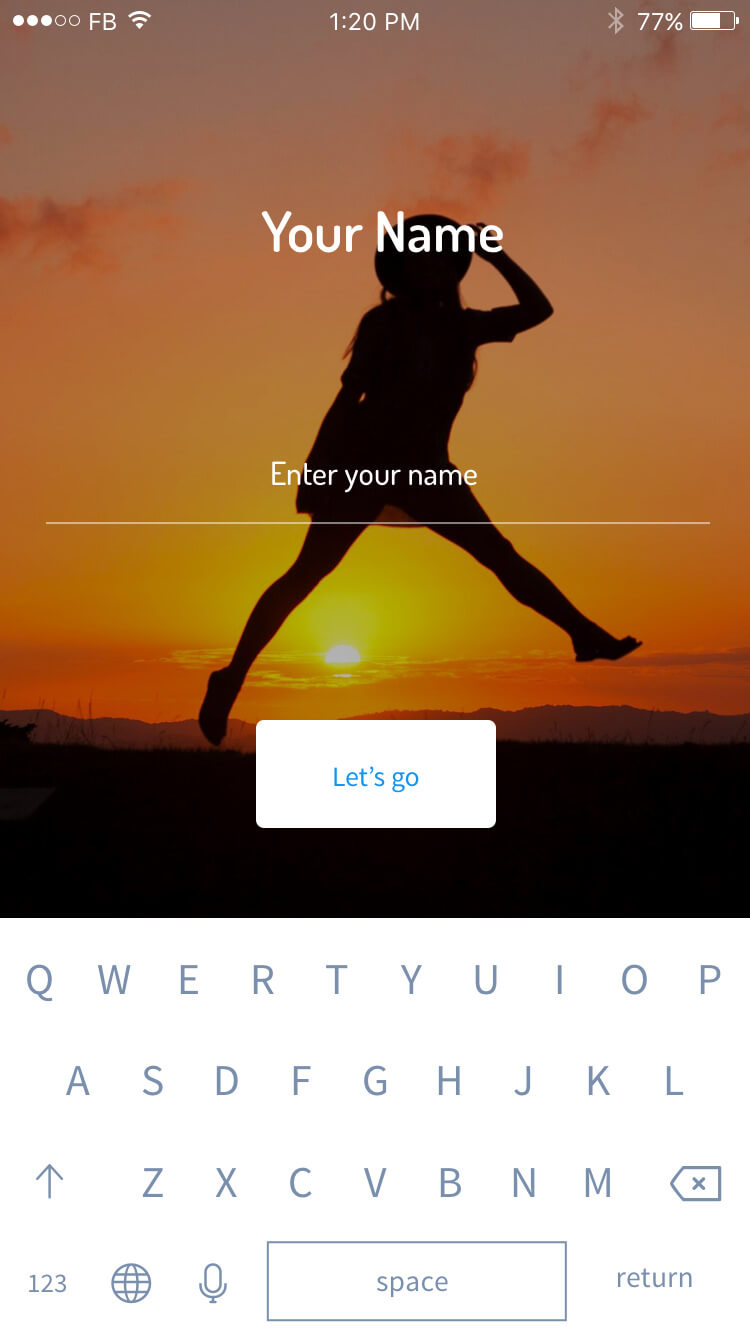 FB 1:20 PM 77%
Your Name
Enter your name
Let’s go
Q W E R T Y U I O P
A S D F G H J K L
Z X C V B N M
123 space return